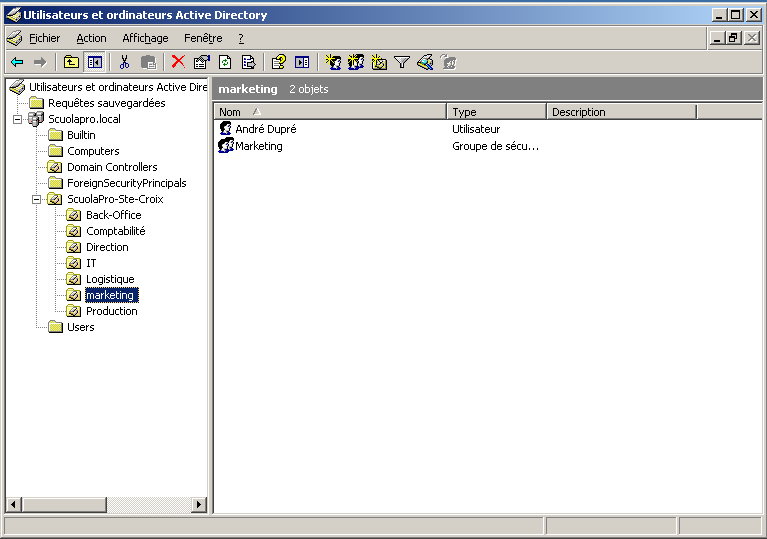 Utilisateurs et ordinateurs Active Directory
Fichier Action Affichage Fenêtre ?
Utilisateurs et ordinateurs Active Dire
Requêtes sauvegardées
Scuolapro.local
Builtin
Computers
Domain Controllers
ForeignSecurityPrincipals
ScuolaPro-Ste-Croix
Back-Office
Comptabilité
Direction
IT
Logistique
marketing
Production
Users
marketing 2 objets
Nom Type Description
André Dupré Utilisateur
Marketing Groupe de sécu...